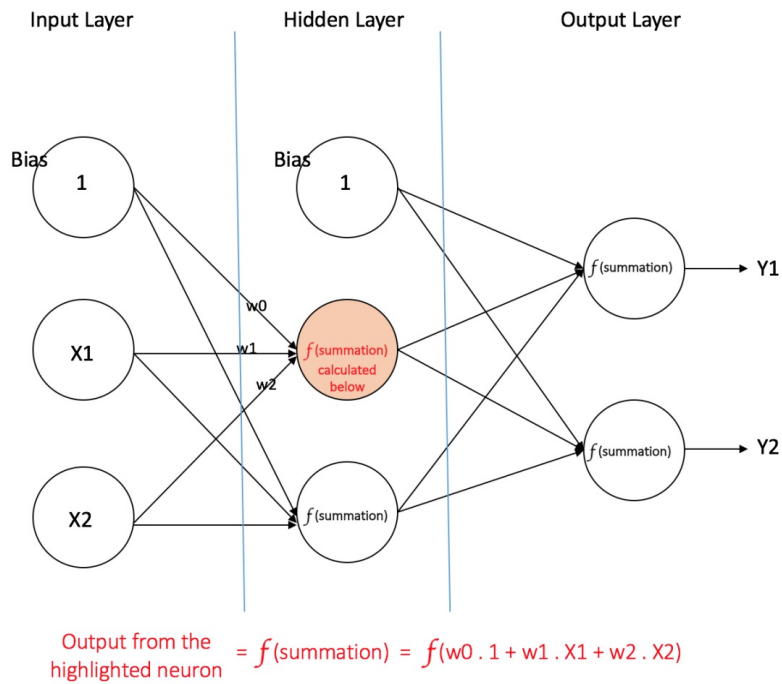 Input Layer
Hidden Layer
Output Layer
Bias
1
Bias
1
f(summation)
Y1
w0
X1
w1
f(summation)
calculated
below
w2
f(summation)
Y2
X2
f(summation)
Output from the
highlighted neuron
= f(summation) = f(w0 . 1 + w1 . X1 + w2 . X2)